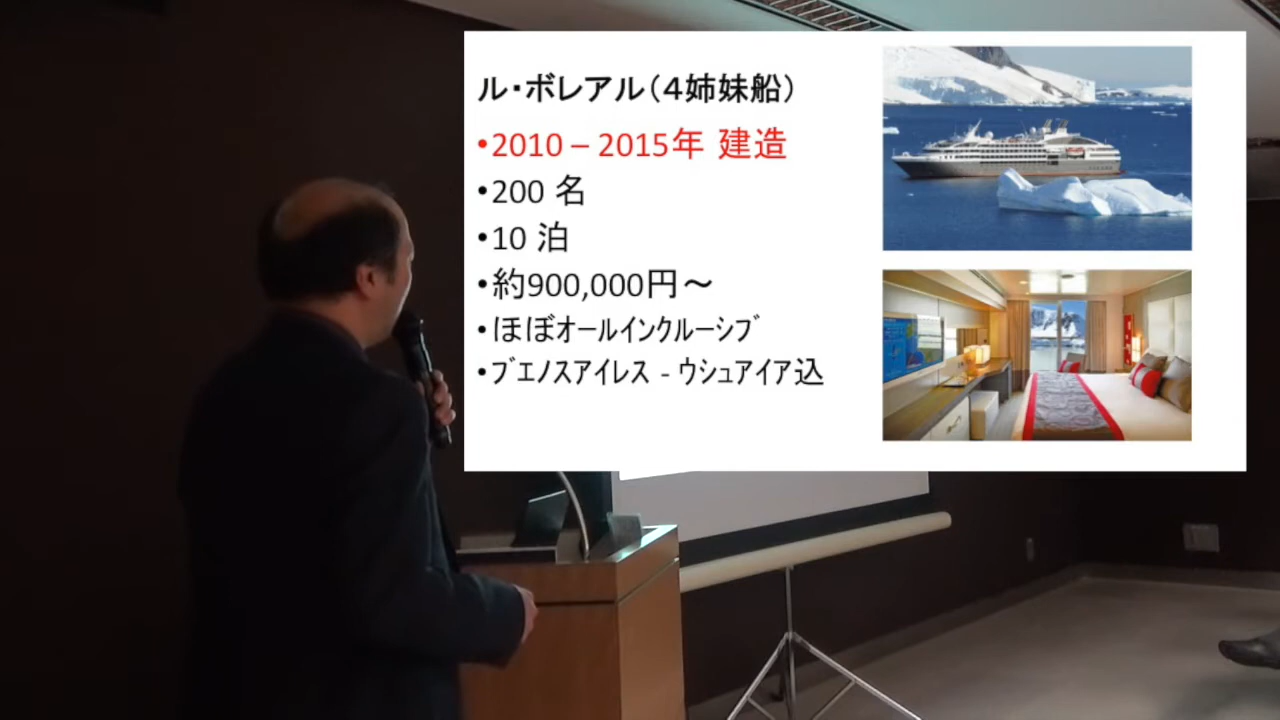 ル・ボレアル（４姉妹船）
•2010 – 2015年 建造
•200 名
•10 泊
•約900,000円～
•ほぼｵｰﾙｲﾝｸﾙｰｼﾌﾞ
•ﾌﾞｴﾉｽｱｲﾚｽ - ｳｼｭｱｲｱ込